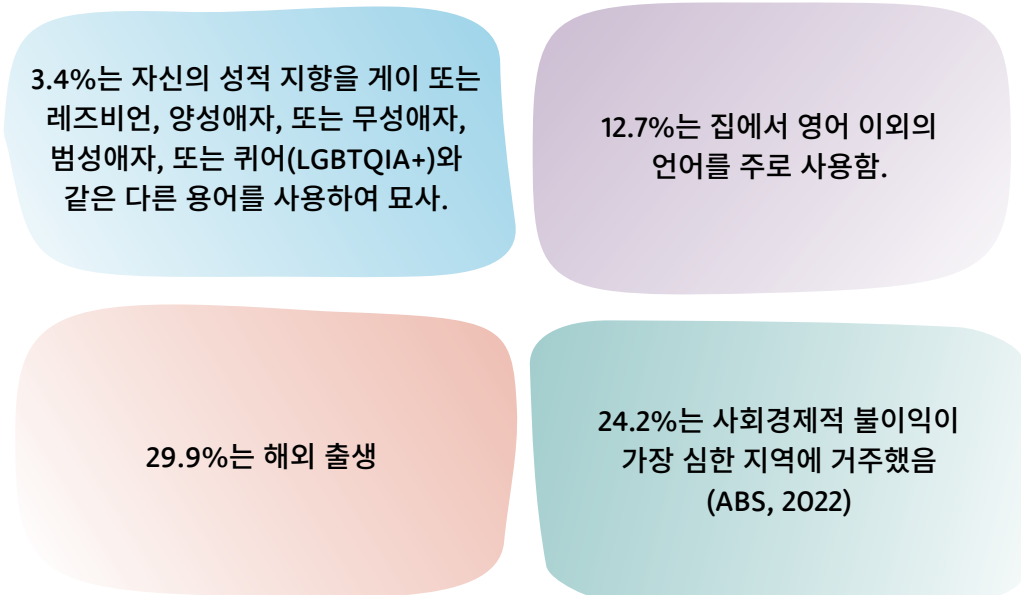 3.4%는 자신의 성적 지향을 게이 또는
레즈비언, 양성애자, 또는 무성애자,
범성애자, 또는 퀴어(LGBTQIA+)와
같은 다른 용어를 사용하여 묘사.
12.7%는 집에서 영어 이외의
언어를 주로 사용함.
29.9%는 해외 출생
24.2%는 사회경제적 불이익이
가장 심한 지역에 거주했음
(ABS, 2022)